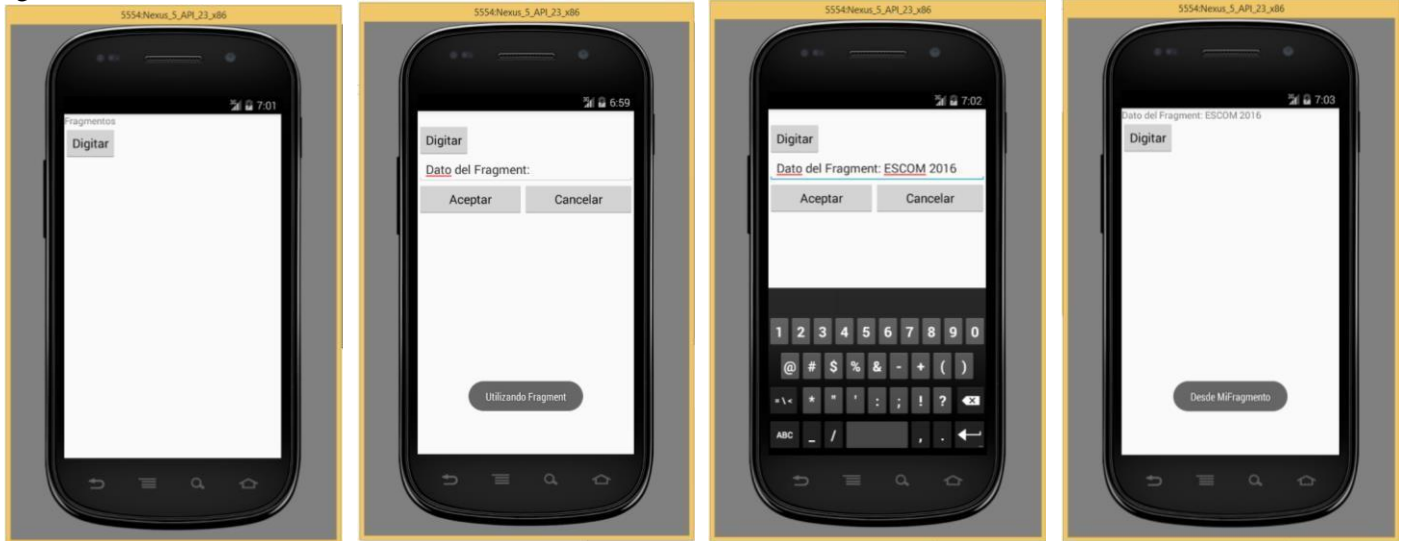 5554:Nexus_5_API_23_x86
7:01
Fragmentos
Digitar
5554:Nexus_5_API_23_x86
6:59
Digitar
Dato del Fragment:
Aceptar Cancelar
Utilizando Fragment
5554:Nexus_5_API_23_x86
7:02
Digitar
Dato del Fragment: ESCOM 2016
Aceptar Cancelar
1 2 3 4 5 6 7 8 9 0
@ # $ % & - + ( )
= \ < * " ' : ; ! ?
ABC _ / , .
5554:Nexus_5_API_23_x86
7:03
Dato del Fragment: ESCOM 2016
Digitar
Desde MiFragmento